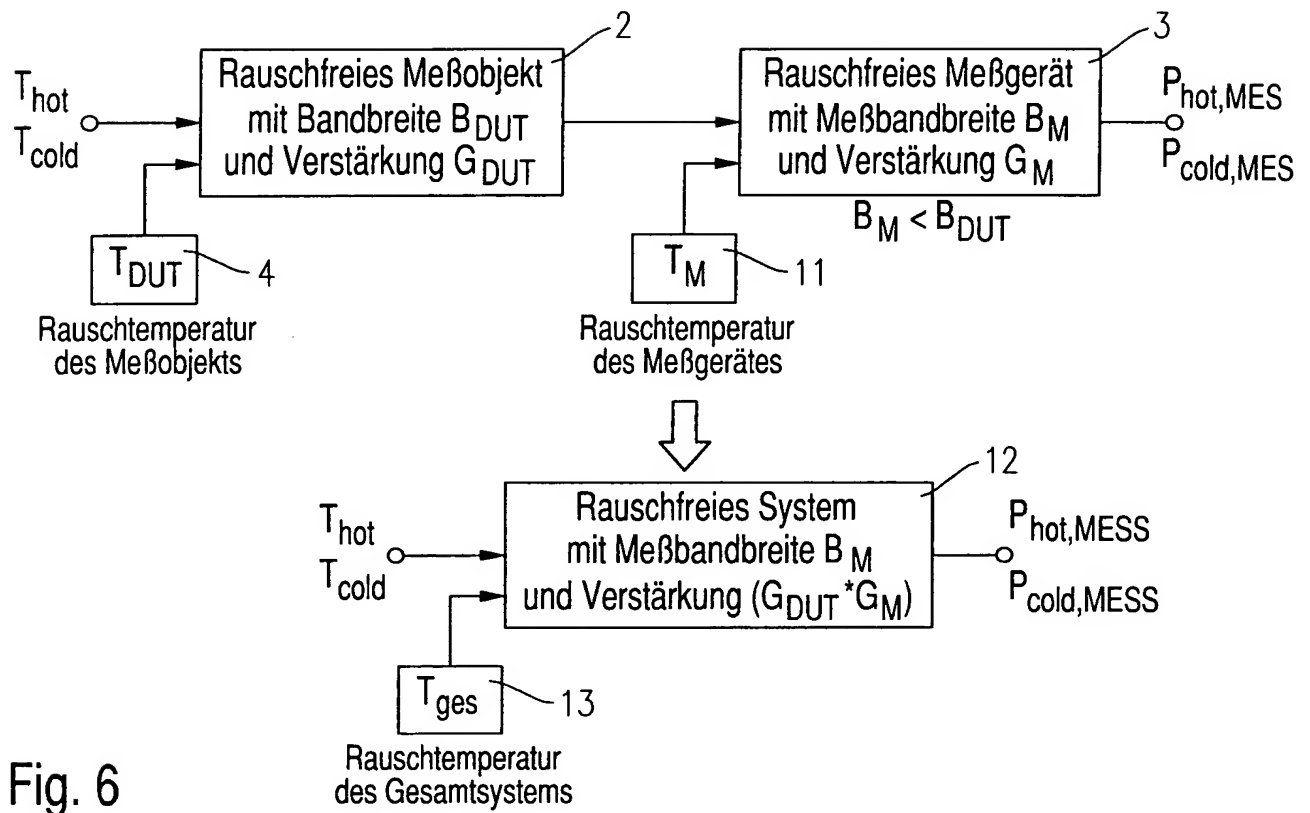 2
3
T_hot
T_cold
Rauschfreies Meßobjekt
mit Bandbreite B_DUT
und Verstärkung G_DUT
Rauschfreies Meßgerät
mit Meßbandbreite B_M
und Verstärkung G_M
P_hot,MES
P_cold,MES
B_M < B_DUT
T_DUT
4
T_M
11
Rauschtemperatur
des Meßobjekts
Rauschtemperatur
des Meßgerätes
12
T_hot
T_cold
Rauschfreies System
mit Meßbandbreite B_M
und Verstärkung (G_DUT*G_M)
P_hot,MESS
P_cold,MESS
T_ges
13
Rauschtemperatur
des Gesamtsystems
Fig. 6